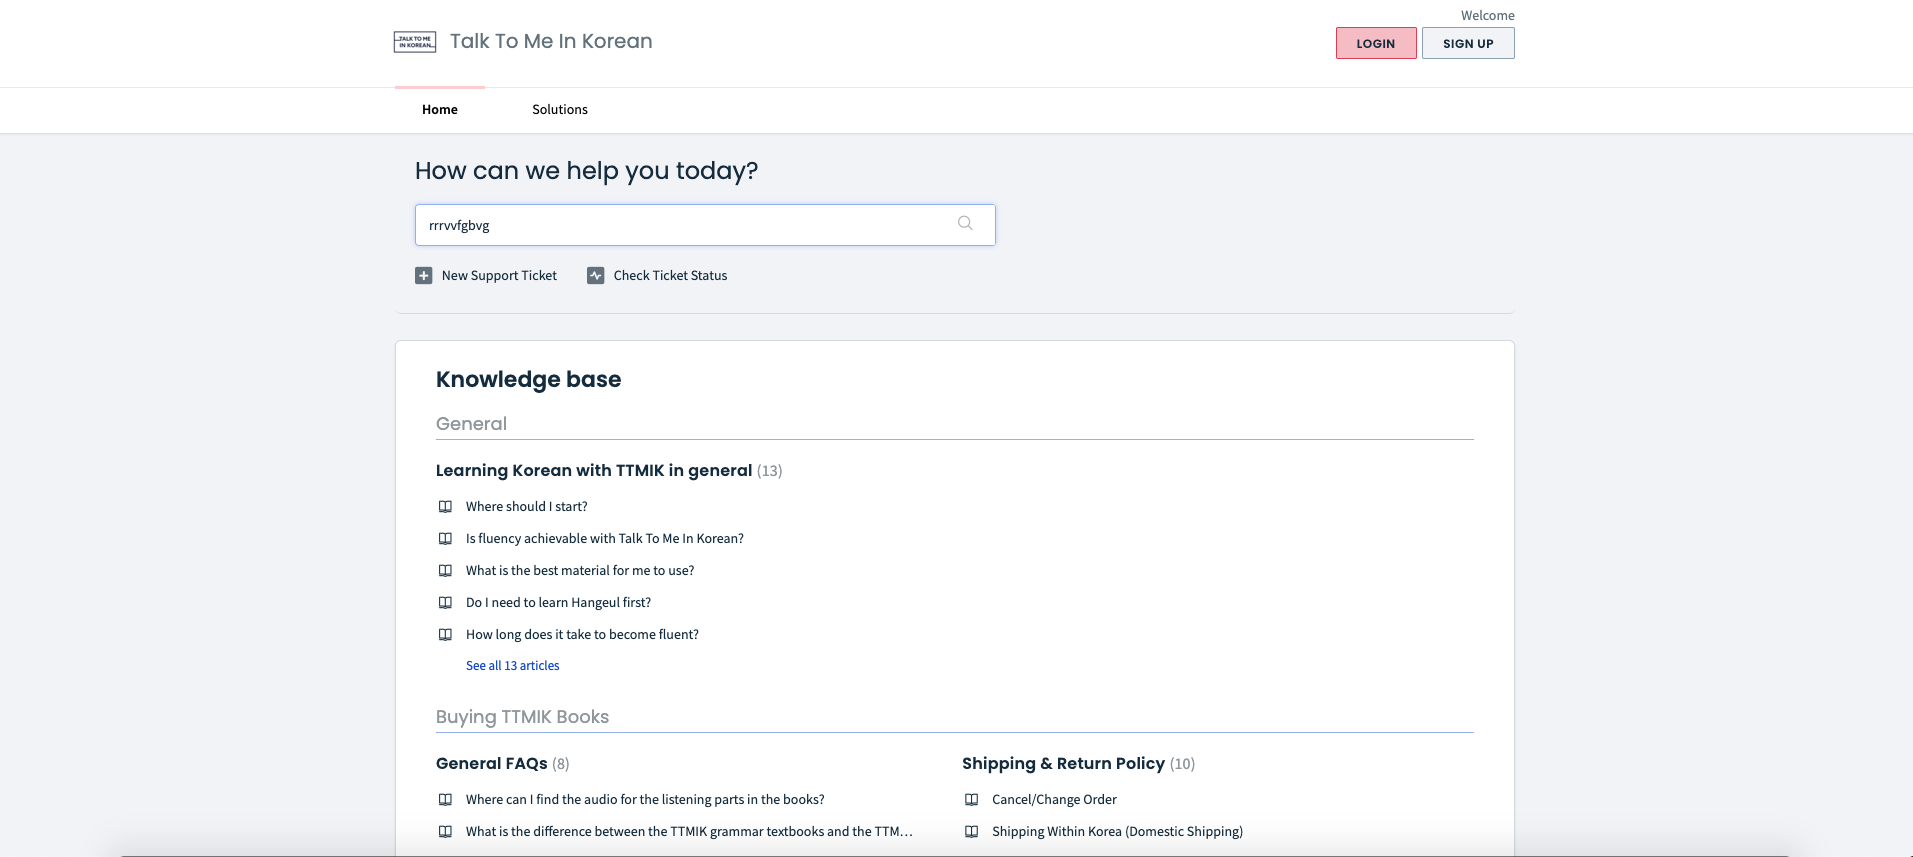 Welcome
TALK TO ME
IN KOREAN
Talk To Me In Korean
LOGIN
SIGN UP
Home
Solutions
How can we help you today?
rrrvvfgbvg
New Support Ticket
Check Ticket Status
Knowledge base
General
Learning Korean with TTMIK in general (13)
Where should I start?
Is fluency achievable with Talk To Me In Korean?
What is the best material for me to use?
Do I need to learn Hangeul first?
How long does it take to become fluent?
See all 13 articles
Buying TTMIK Books
General FAQs (8)
Where can I find the audio for the listening parts in the books?
What is the difference between the TTMIK grammar textbooks and the TTM...
Shipping & Return Policy (10)
Cancel/Change Order
Shipping Within Korea (Domestic Shipping)